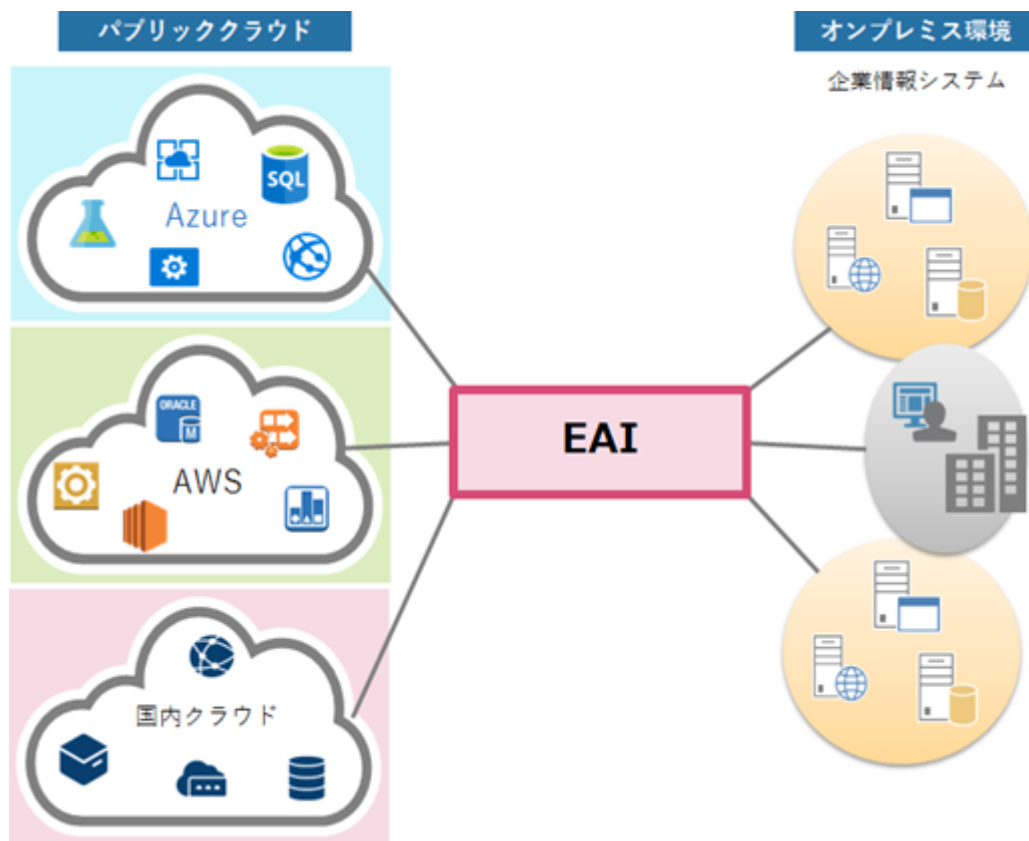 パブリッククラウド
オンプレミス環境
企業情報システム
SQL
Azure
EAI
ORACLE
M
AWS
国内クラウド